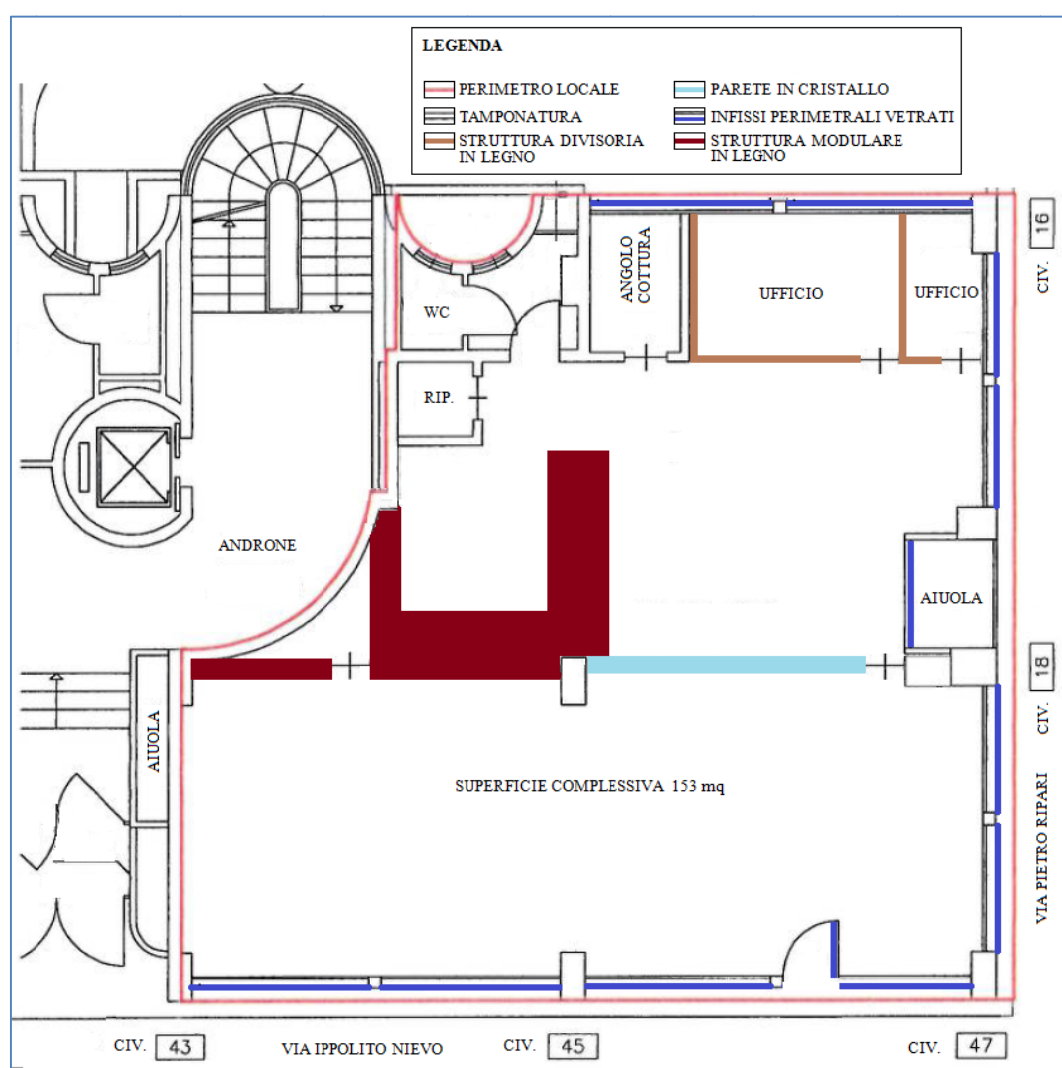 LEGENDA
PERIMETRO LOCALE
TAMPONATURA
STRUTTURA DIVISORIA
IN LEGNO
PARETE IN CRISTALLO
INFISSI PERIMETRALI VETRATI
STRUTTURA MODULARE
IN LEGNO
ANGOLO
COTTURA
UFFICIO
UFFICIO
WC
RIP.
ANDRONE
AIUOLA
AIUOLA
SUPERFICIE COMPLESSIVA 153 mq
CIV. 16
CIV. 18
VIA PIETRO RIPARI
CIV. 43
VIA IPPOLITO NIEVO
CIV. 45
CIV. 47